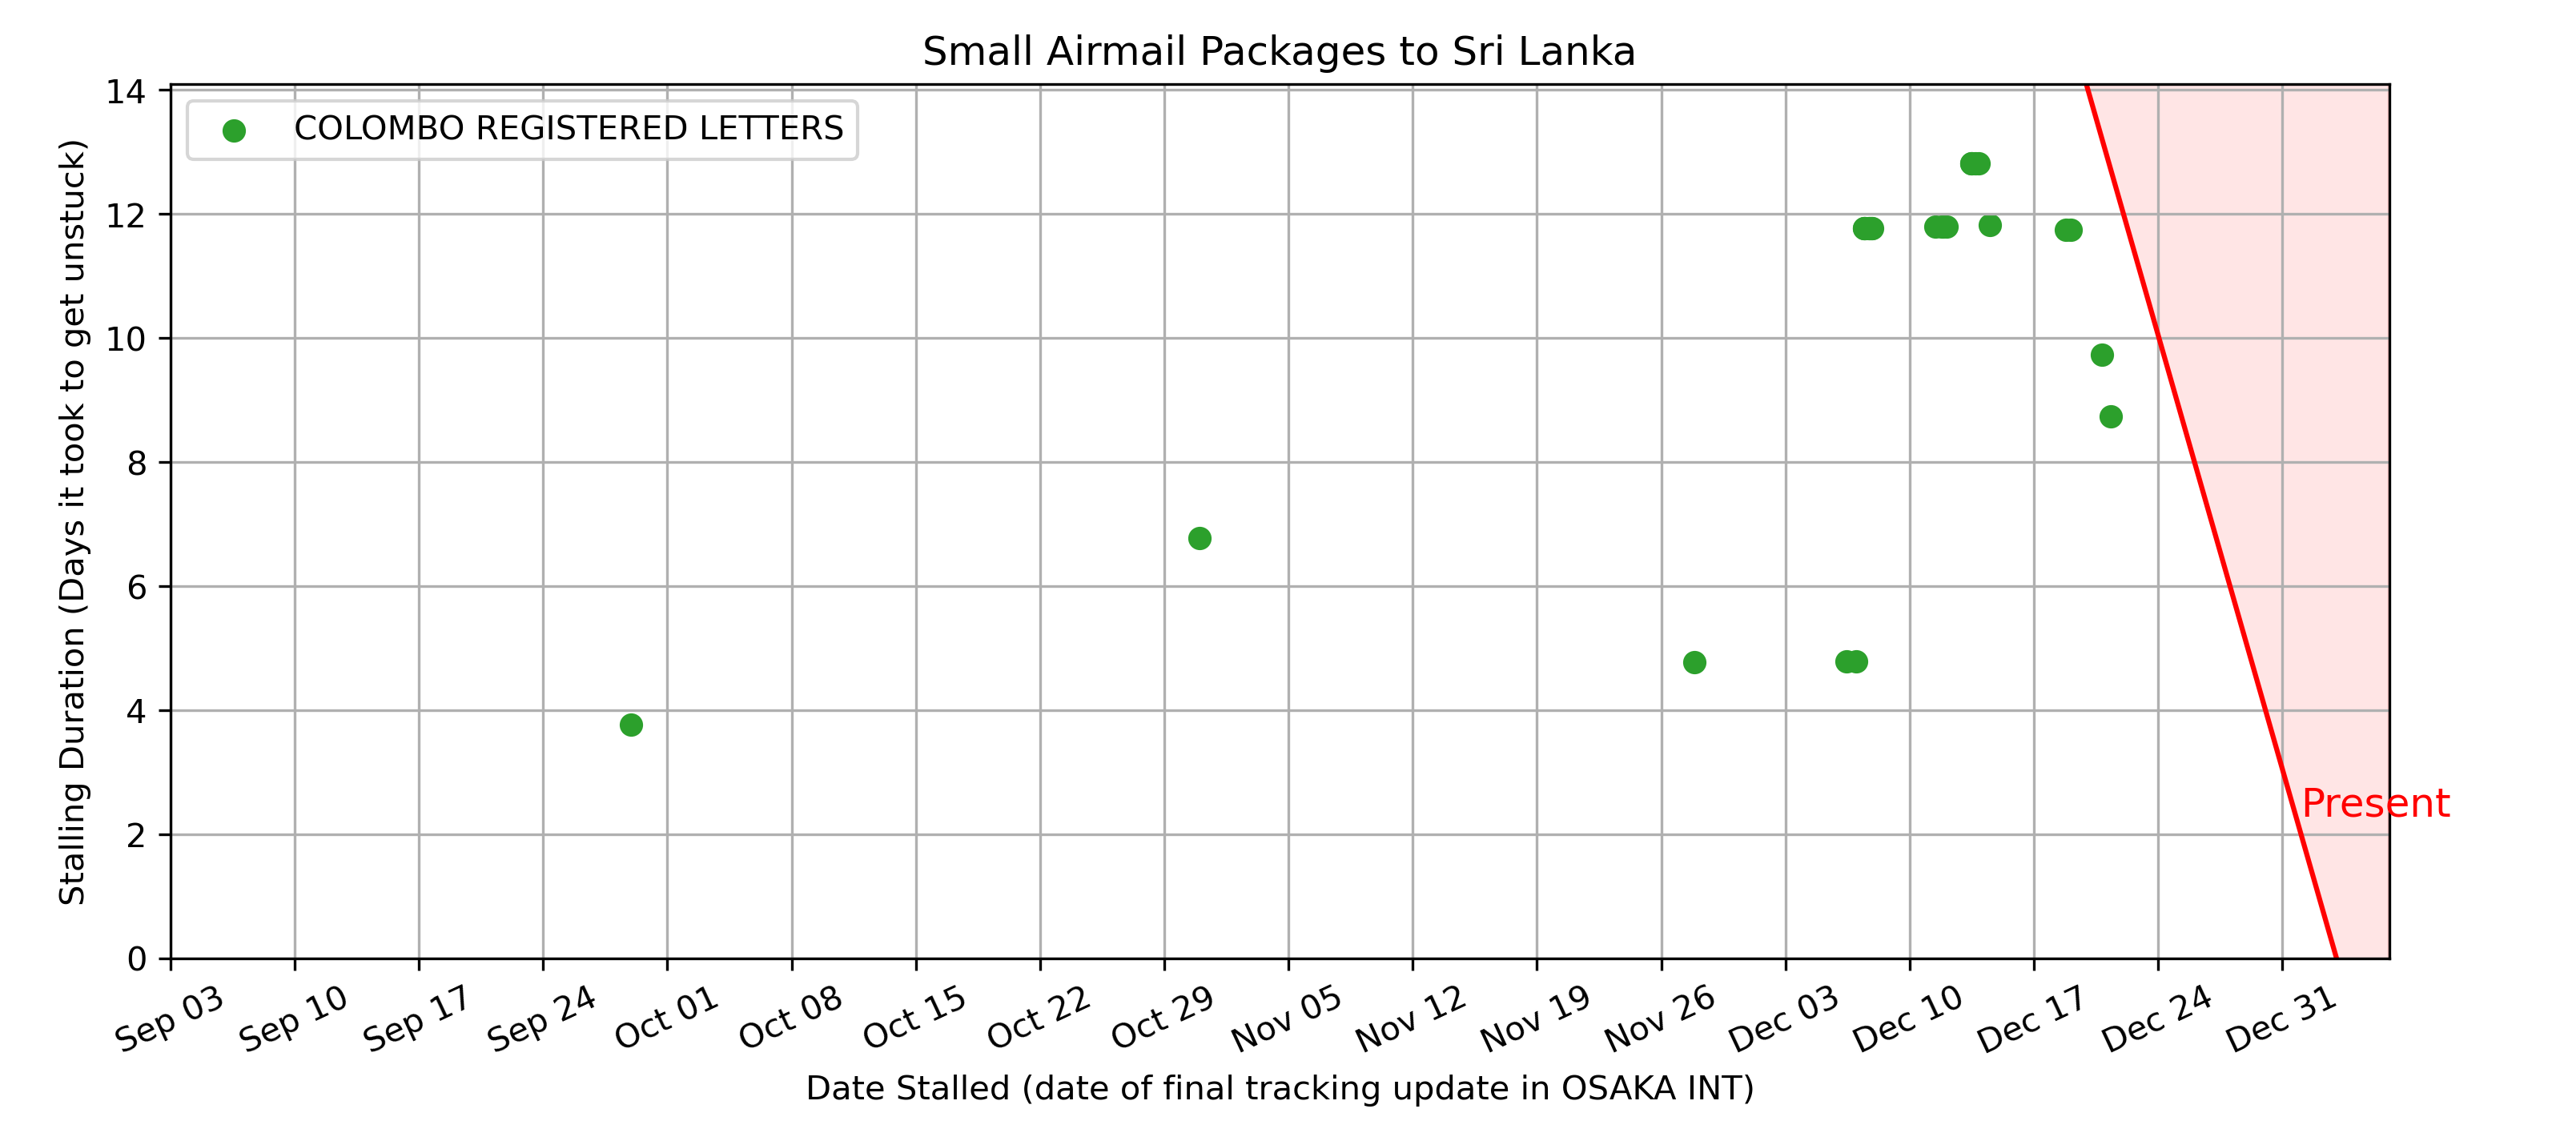 Small Airmail Packages to Sri Lanka
COLOMBO REGISTERED LETTERS
Stalling Duration (Days it took to get unstuck)
14
12
10
8
6
4
2
0
Present
Sep 03
Sep 10
Sep 17
Sep 24
Oct 01
Oct 08
Oct 15
Oct 22
Oct 29
Nov 05
Nov 12
Nov 19
Nov 26
Dec 03
Dec 10
Dec 17
Dec 24
Dec 31
Date Stalled (date of final tracking update in OSAKA INT)